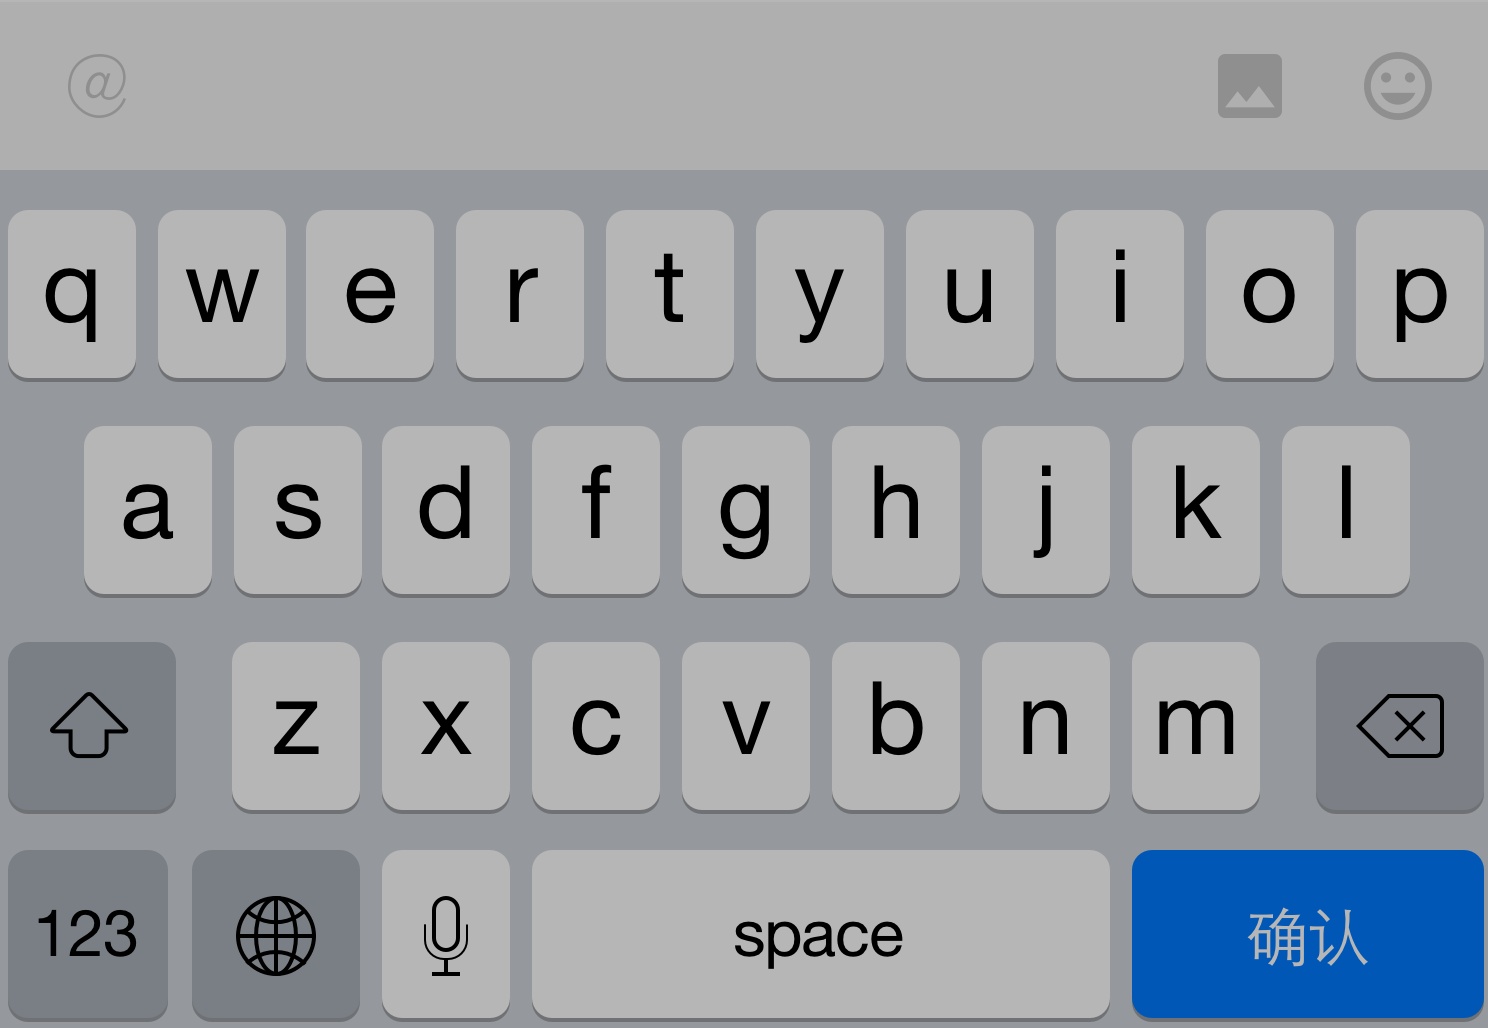 @
q w e r t y u i o p
a s d f g h j k l
z x c v b n m
123 space 确认